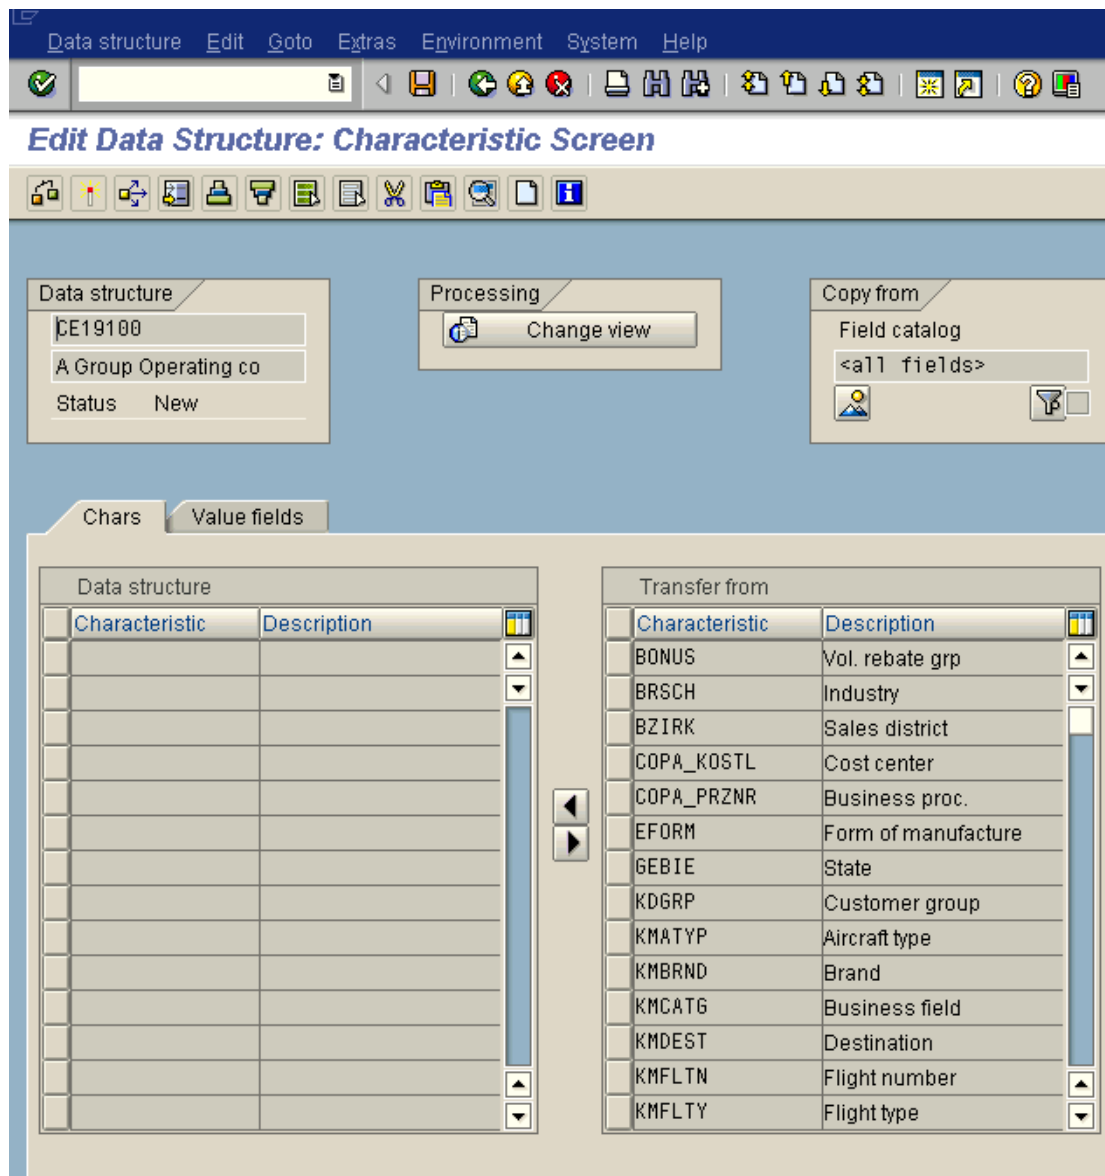 Data structure Edit Goto Extras Environment System Help
Edit Data Structure: Characteristic Screen
Data structure
CE19100
A Group Operating co
Status New
Processing
Change view
Copy from
Field catalog
<all fields>
Chars Value fields
Data structure
Characteristic Description
Transfer from
Characteristic Description
BONUS Vol. rebate grp
BRSCH Industry
BZIRK Sales district
COPA_KOSTL Cost center
COPA_PRZNR Business proc.
EFORM Form of manufacture
GEBIE State
KDGRP Customer group
KMATYP Aircraft type
KMBRND Brand
KMCATG Business field
KMDEST Destination
KMFLTN Flight number
KMFLTY Flight type